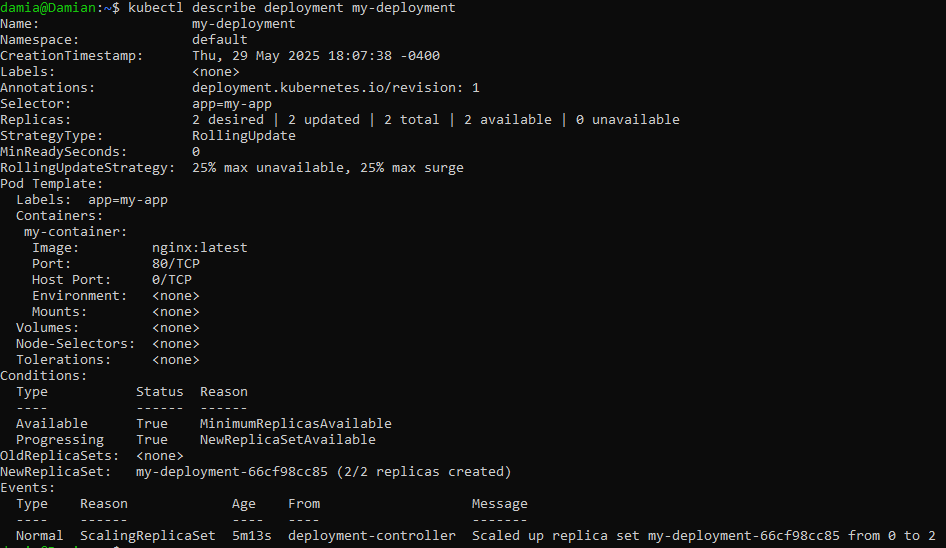 damia@Damian:~$ kubectl describe deployment my-deployment
Name:                   my-deployment
Namespace:              default
CreationTimestamp:      Thu, 29 May 2025 18:07:38 -0400
Labels:                 <none>
Annotations:            deployment.kubernetes.io/revision: 1
Selector:               app=my-app
Replicas:               2 desired | 2 updated | 2 total | 2 available | 0 unavailable
StrategyType:           RollingUpdate
MinReadySeconds:        0
RollingUpdateStrategy:  25% max unavailable, 25% max surge
Pod Template:
  Labels:  app=my-app
  Containers:
   my-container:
    Image:         nginx:latest
    Port:          80/TCP
    Host Port:     0/TCP
    Environment:   <none>
    Mounts:        <none>
  Volumes:         <none>
  Node-Selectors:  <none>
  Tolerations:     <none>
Conditions:
  Type           Status  Reason
  ----           ------  ------
  Available      True    MinimumReplicasAvailable
  Progressing    True    NewReplicaSetAvailable
OldReplicaSets:  <none>
NewReplicaSet:   my-deployment-66cf98cc85 (2/2 replicas created)
Events:
  Type    Reason             Age    From                   Message
  ----    ------             ----   ----                   -------
  Normal  ScalingReplicaSet  5m13s  deployment-controller  Scaled up replica set my-deployment-66cf98cc85 from 0 to 2